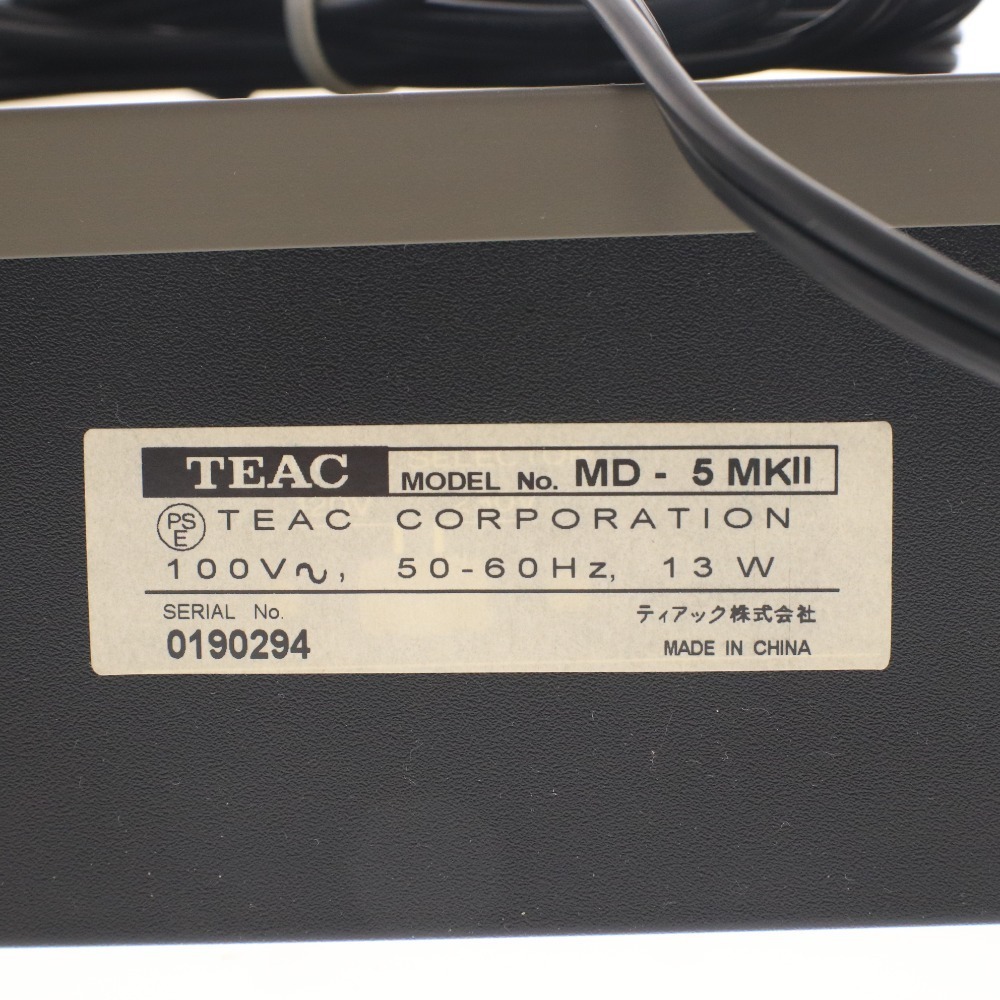 TEAC MODEL No. MD - 5 MKII
PSE TEAC CORPORATION
100V∿, 50-60Hz, 13 W
SERIAL No. ティアック株式会社
0190294 MADE IN CHINA